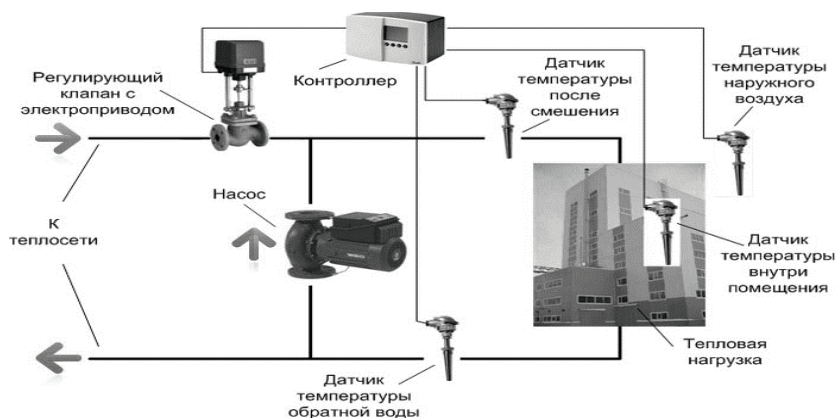 Регулирующий
клапан с
электроприводом
Контроллер
Датчик
температуры
после
смешения
Датчик
температуры
наружного
воздуха
Насос
К
теплосети
Датчик
температуры
внутри
помещения
Тепловая
нагрузка
Датчик
температуры
обратной воды